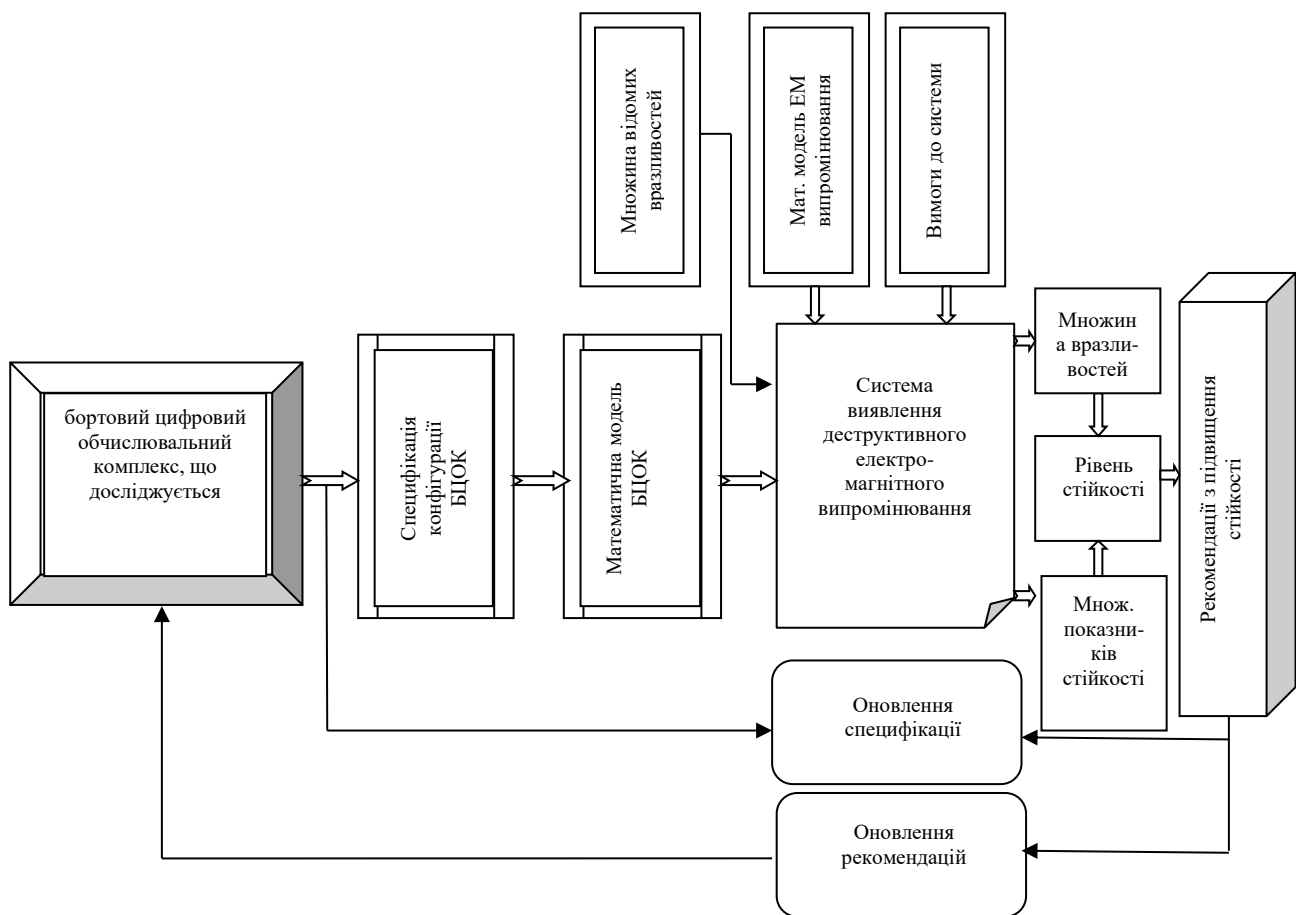 Множина відомих
вразливостей
Мат. модель ЕМ
випромінювання
Вимоги до системи
бортовий цифровий
обчислювальний
комплекс, що
досліджується
Специфікація
конфігурації
БЦОК
Математична модель
БЦОК
Система
виявлення
деструктивного
електро-
магнітного
випромінювання
Множин
а вразли-
востей
Рівень
стійкості
Множ.
показни-
ків
стійкості
Рекомендації з підвищення
стійкості
Оновлення
специфікації
Оновлення
рекомендацій